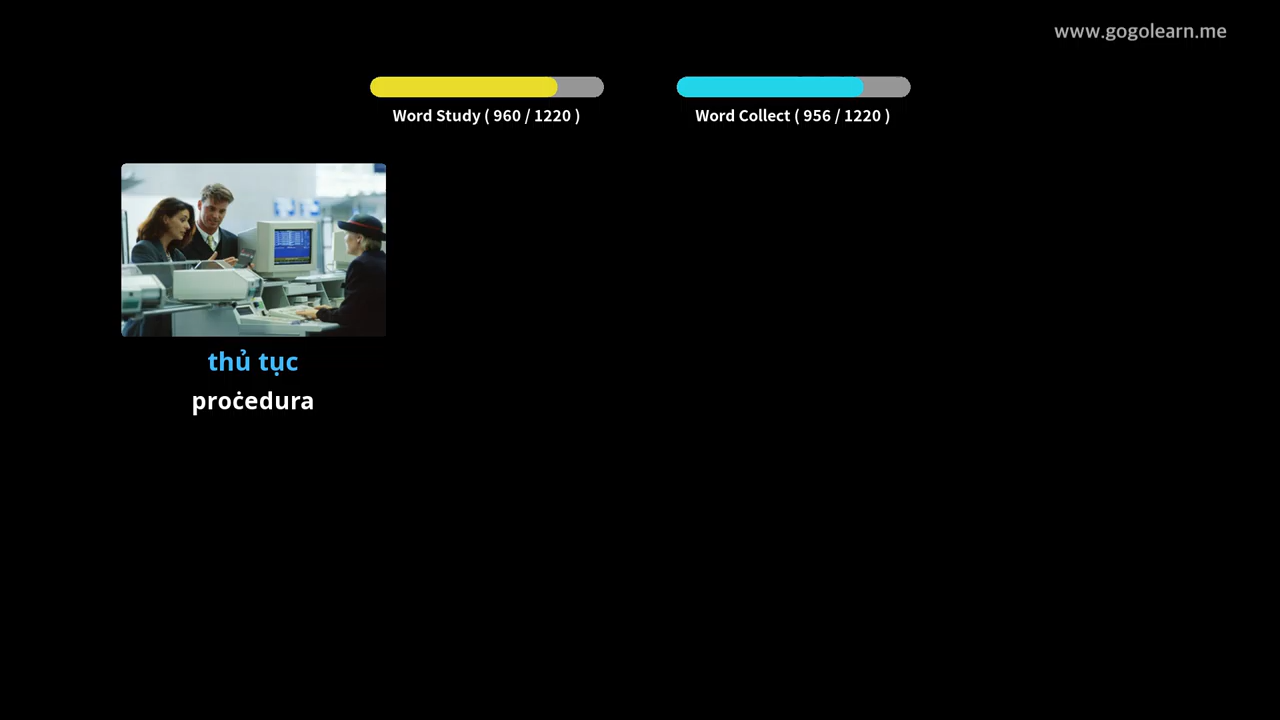 www.gogolearn.me
Word Study ( 960 / 1220 )
Word Collect ( 956 / 1220 )
thủ tục
proċedura